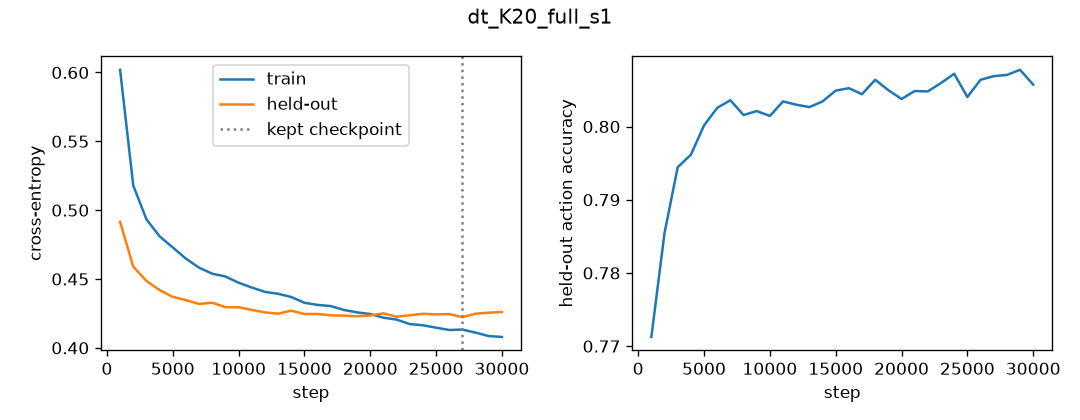 dt_K20_full_s1
cross-entropy
0.60
0.55
0.50
0.45
0.40
train
held-out
kept checkpoint
0 5000 10000 15000 20000 25000 30000
step
held-out action accuracy
0.80
0.79
0.78
0.77
0 5000 10000 15000 20000 25000 30000
step